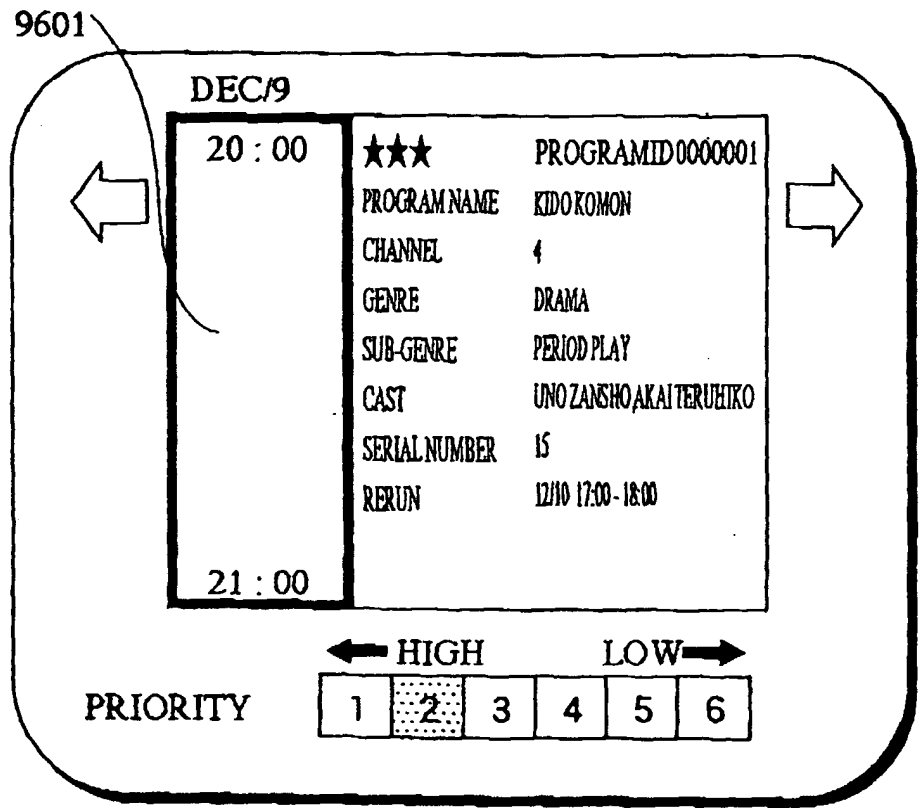 9601
DEC/9
20 : 00
★★★ PROGRAMID 0000001
PROGRAM NAME KIDO KOMON
CHANNEL 4
GENRE DRAMA
SUB-GENRE PERIOD PLAY
CAST UNO ZANSHO, AKAI TERUHIKO
SERIAL NUMBER 15
RERUN 12/10 17:00 - 18:00
21 : 00
HIGH LOW
PRIORITY 1 2 3 4 5 6